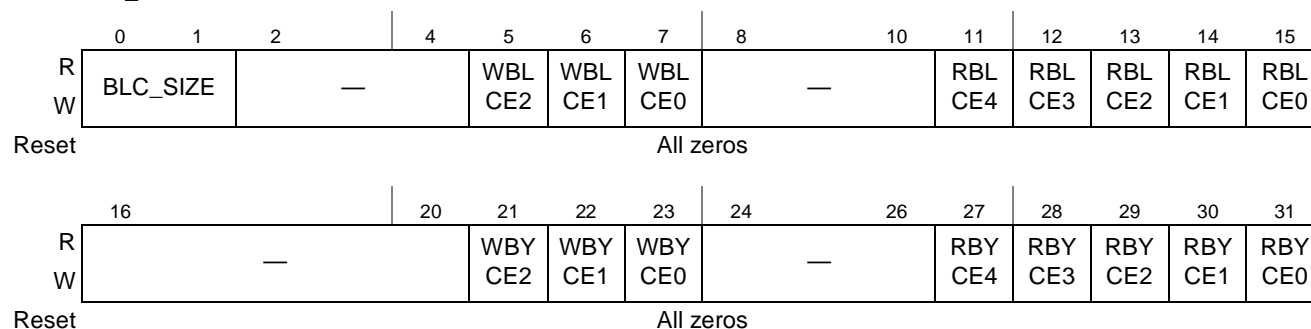 0 1 2 4 5 6 7 8 10 11 12 13 14 15
R
W
BLC_SIZE — WBL CE2 WBL CE1 WBL CE0 — RBL CE4 RBL CE3 RBL CE2 RBL CE1 RBL CE0
Reset All zeros
16 20 21 22 23 24 26 27 28 29 30 31
R
W
— WBY CE2 WBY CE1 WBY CE0 — RBY CE4 RBY CE3 RBY CE2 RBY CE1 RBY CE0
Reset All zeros